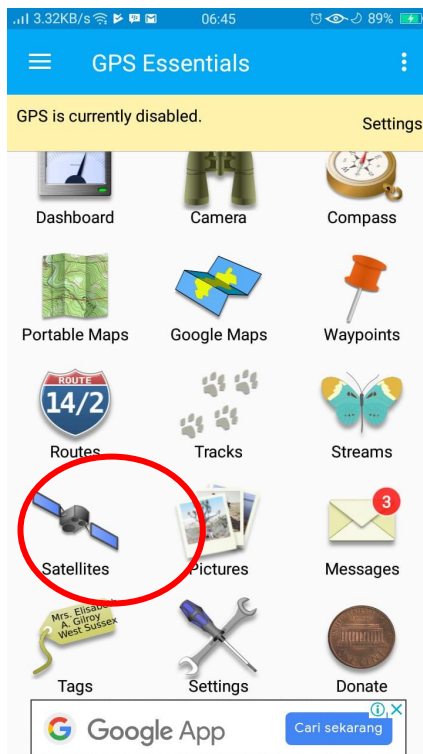 3.32KB/s 06:45 89%
GPS Essentials
GPS is currently disabled.
Settings
Dashboard Camera Compass
Portable Maps Google Maps Waypoints
ROUTE
14/2
Routes Tracks Streams
3
Satellites Pictures Messages
Mrs. Elisabeth
A. Gilroy
West Sussex
Tags Settings Donate
Google App Cari sekarang